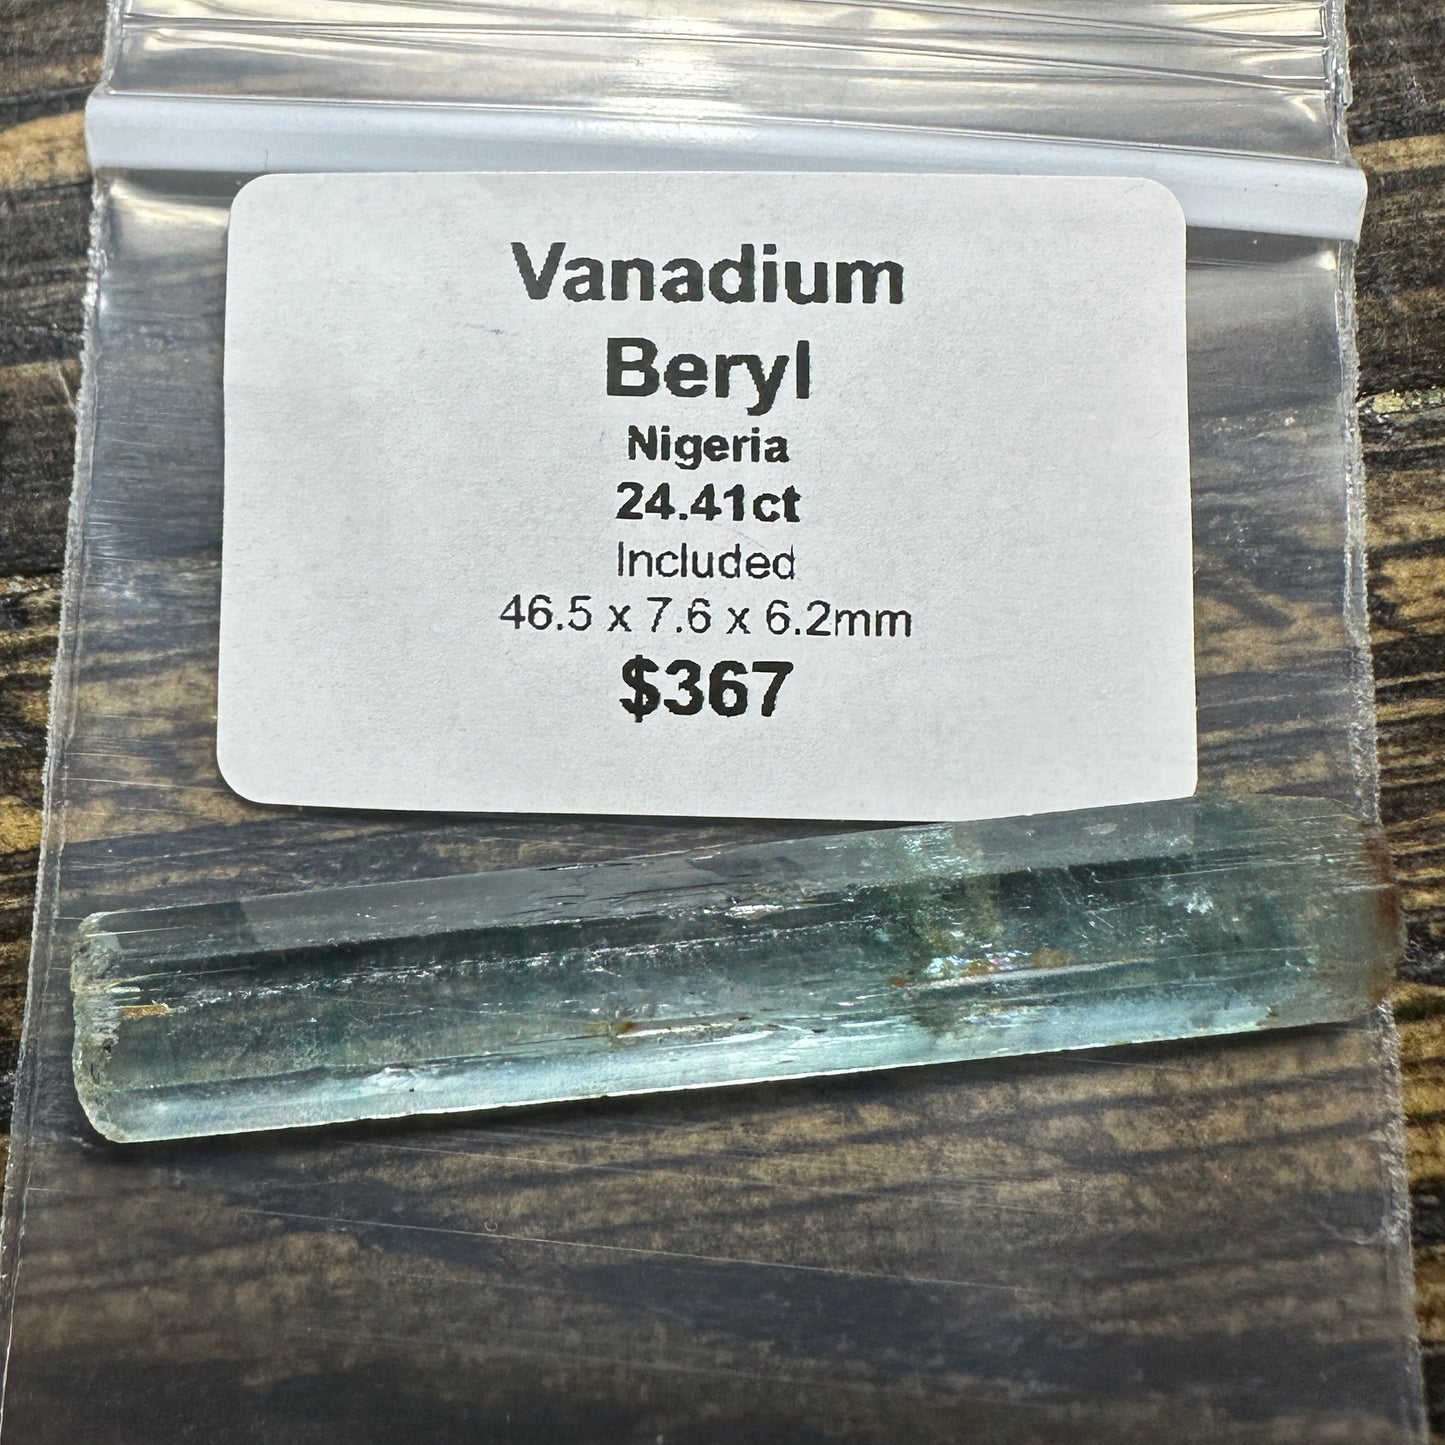 Vanadium
Beryl
Nigeria
24.41ct
Included
46.5 x 7.6 x 6.2mm
$367